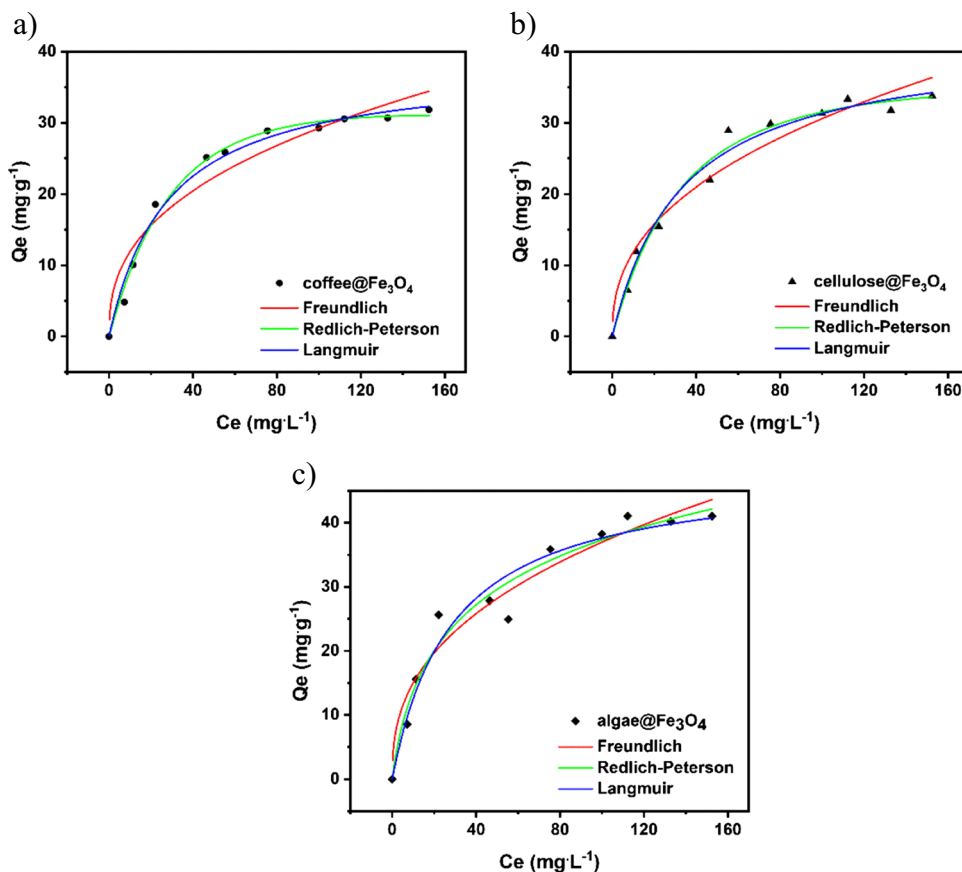 a)
40
30
20
10
0
Qe (mg·g⁻¹)
coffee@Fe₃O₄
Freundlich
Redlich-Peterson
Langmuir
0 40 80 120 160
Ce (mg·L⁻¹)
b)
40
30
20
10
0
Qe (mg·g⁻¹)
cellulose@Fe₃O₄
Freundlich
Redlich-Peterson
Langmuir
0 40 80 120 160
Ce (mg·L⁻¹)
c)
40
30
20
10
0
Qe (mg·g⁻¹)
algae@Fe₃O₄
Freundlich
Redlich-Peterson
Langmuir
0 40 80 120 160
Ce (mg·L⁻¹)